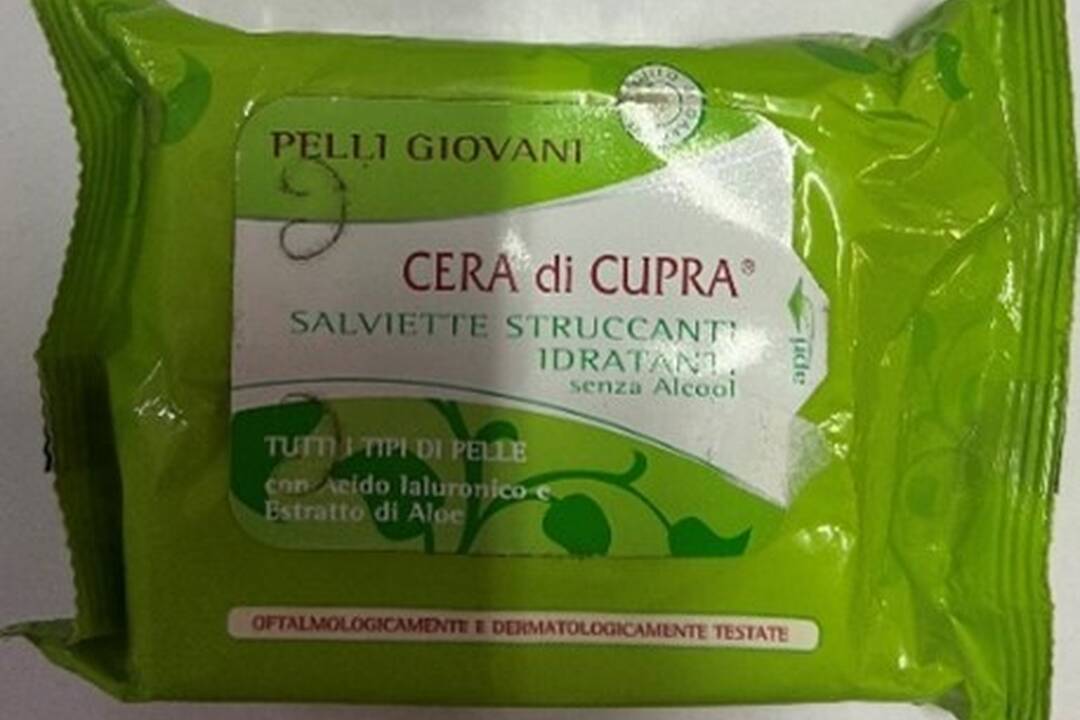 PELLI GIOVANI
CERA di CUPRA®
SALVIETTE STRUCCANTI
IDRATANTI
senza Alcool
apri
TUTTI I TIPI DI PELLE
con Acido Ialuronico e
Estratto di Aloe
OFTALMOLOGICAMENTE E DERMATOLOGICAMENTE TESTATE